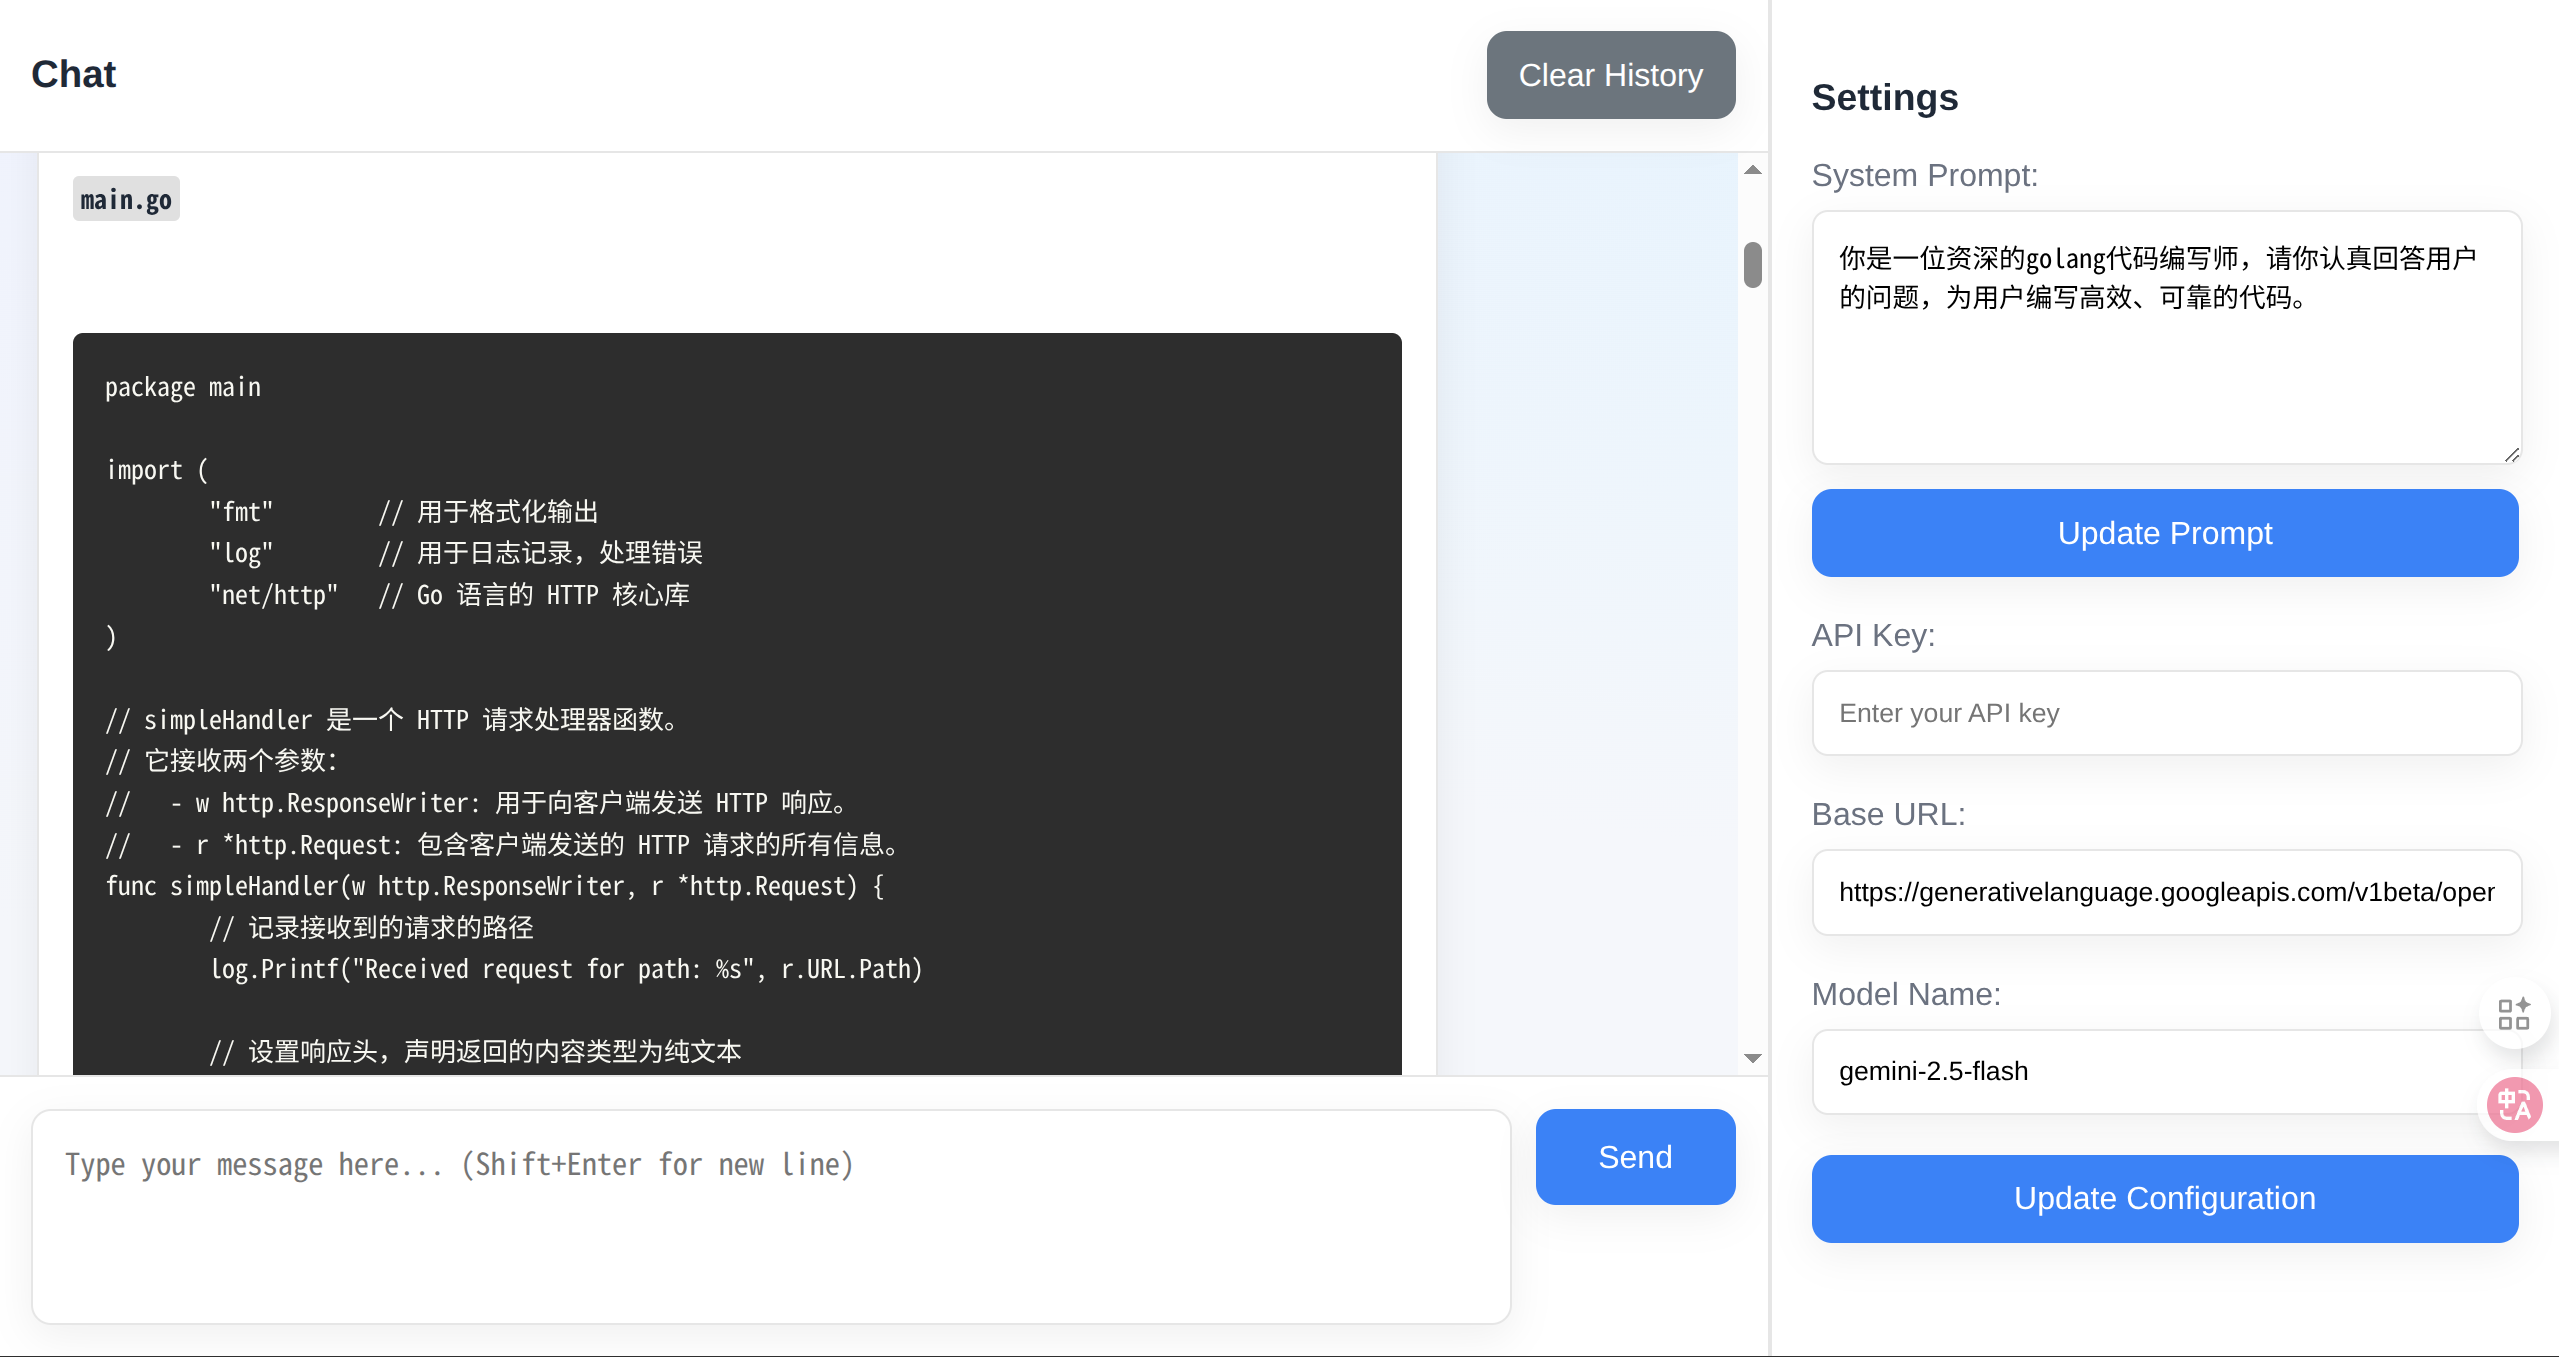 Chat
Clear History
main.go
package main
import (
"fmt" // 用于格式化输出
"log" // 用于日志记录，处理错误
"net/http" // Go 语言的 HTTP 核心库
)
// simpleHandler 是一个 HTTP 请求处理器函数。
// 它接收两个参数：
// - w http.ResponseWriter: 用于向客户端发送 HTTP 响应。
// - r *http.Request: 包含客户端发送的 HTTP 请求的所有信息。
func simpleHandler(w http.ResponseWriter, r *http.Request) {
// 记录接收到的请求的路径
log.Printf("Received request for path: %s", r.URL.Path)
// 设置响应头，声明返回的内容类型为纯文本
Type your message here... (Shift+Enter for new line)
Send
Settings
System Prompt:
你是一位资深的golang代码编写师，请你认真回答用户
的问题，为用户编写高效、可靠的代码。
Update Prompt
API Key:
Enter your API key
Base URL:
https://generativelanguage.googleapis.com/v1beta/oper
Model Name:
gemini-2.5-flash
Update Configuration